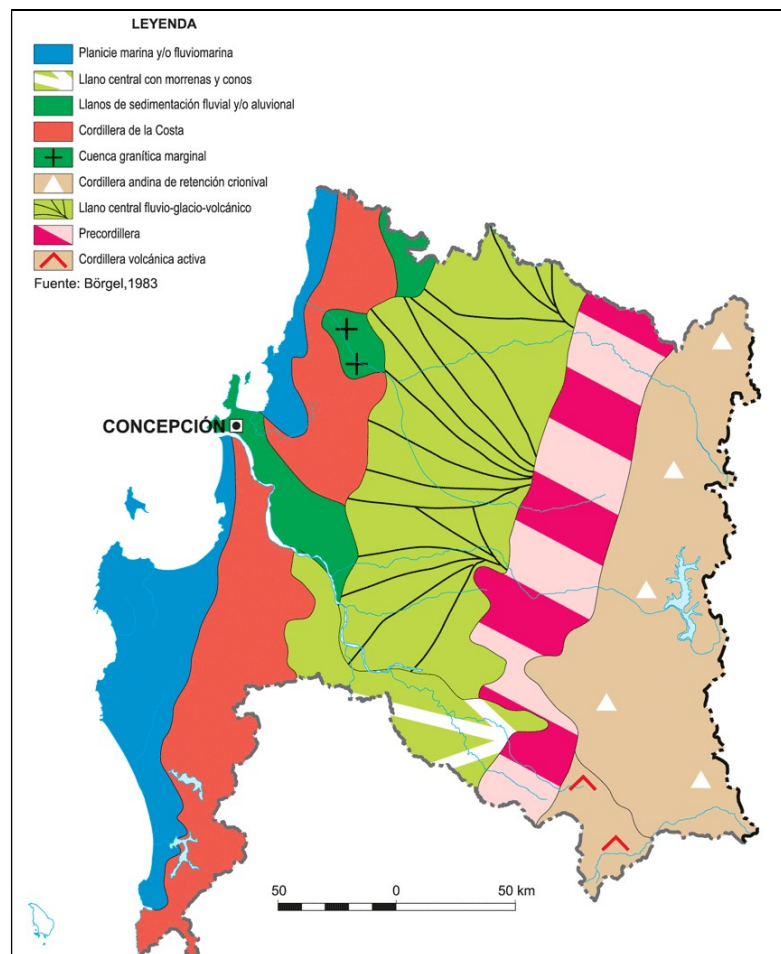 LEYENDA
Planicie marina y/o fluviomarina
Llano central con morrenas y conos
Llanos de sedimentación fluvial y/o aluvional
Cordillera de la Costa
Cuenca granítica marginal
Cordillera andina de retención crionival
Llano central fluvio-glacio-volcánico
Precordillera
Cordillera volcánica activa
Fuente: Börgel,1983
CONCEPCIÓN
50 0 50 km